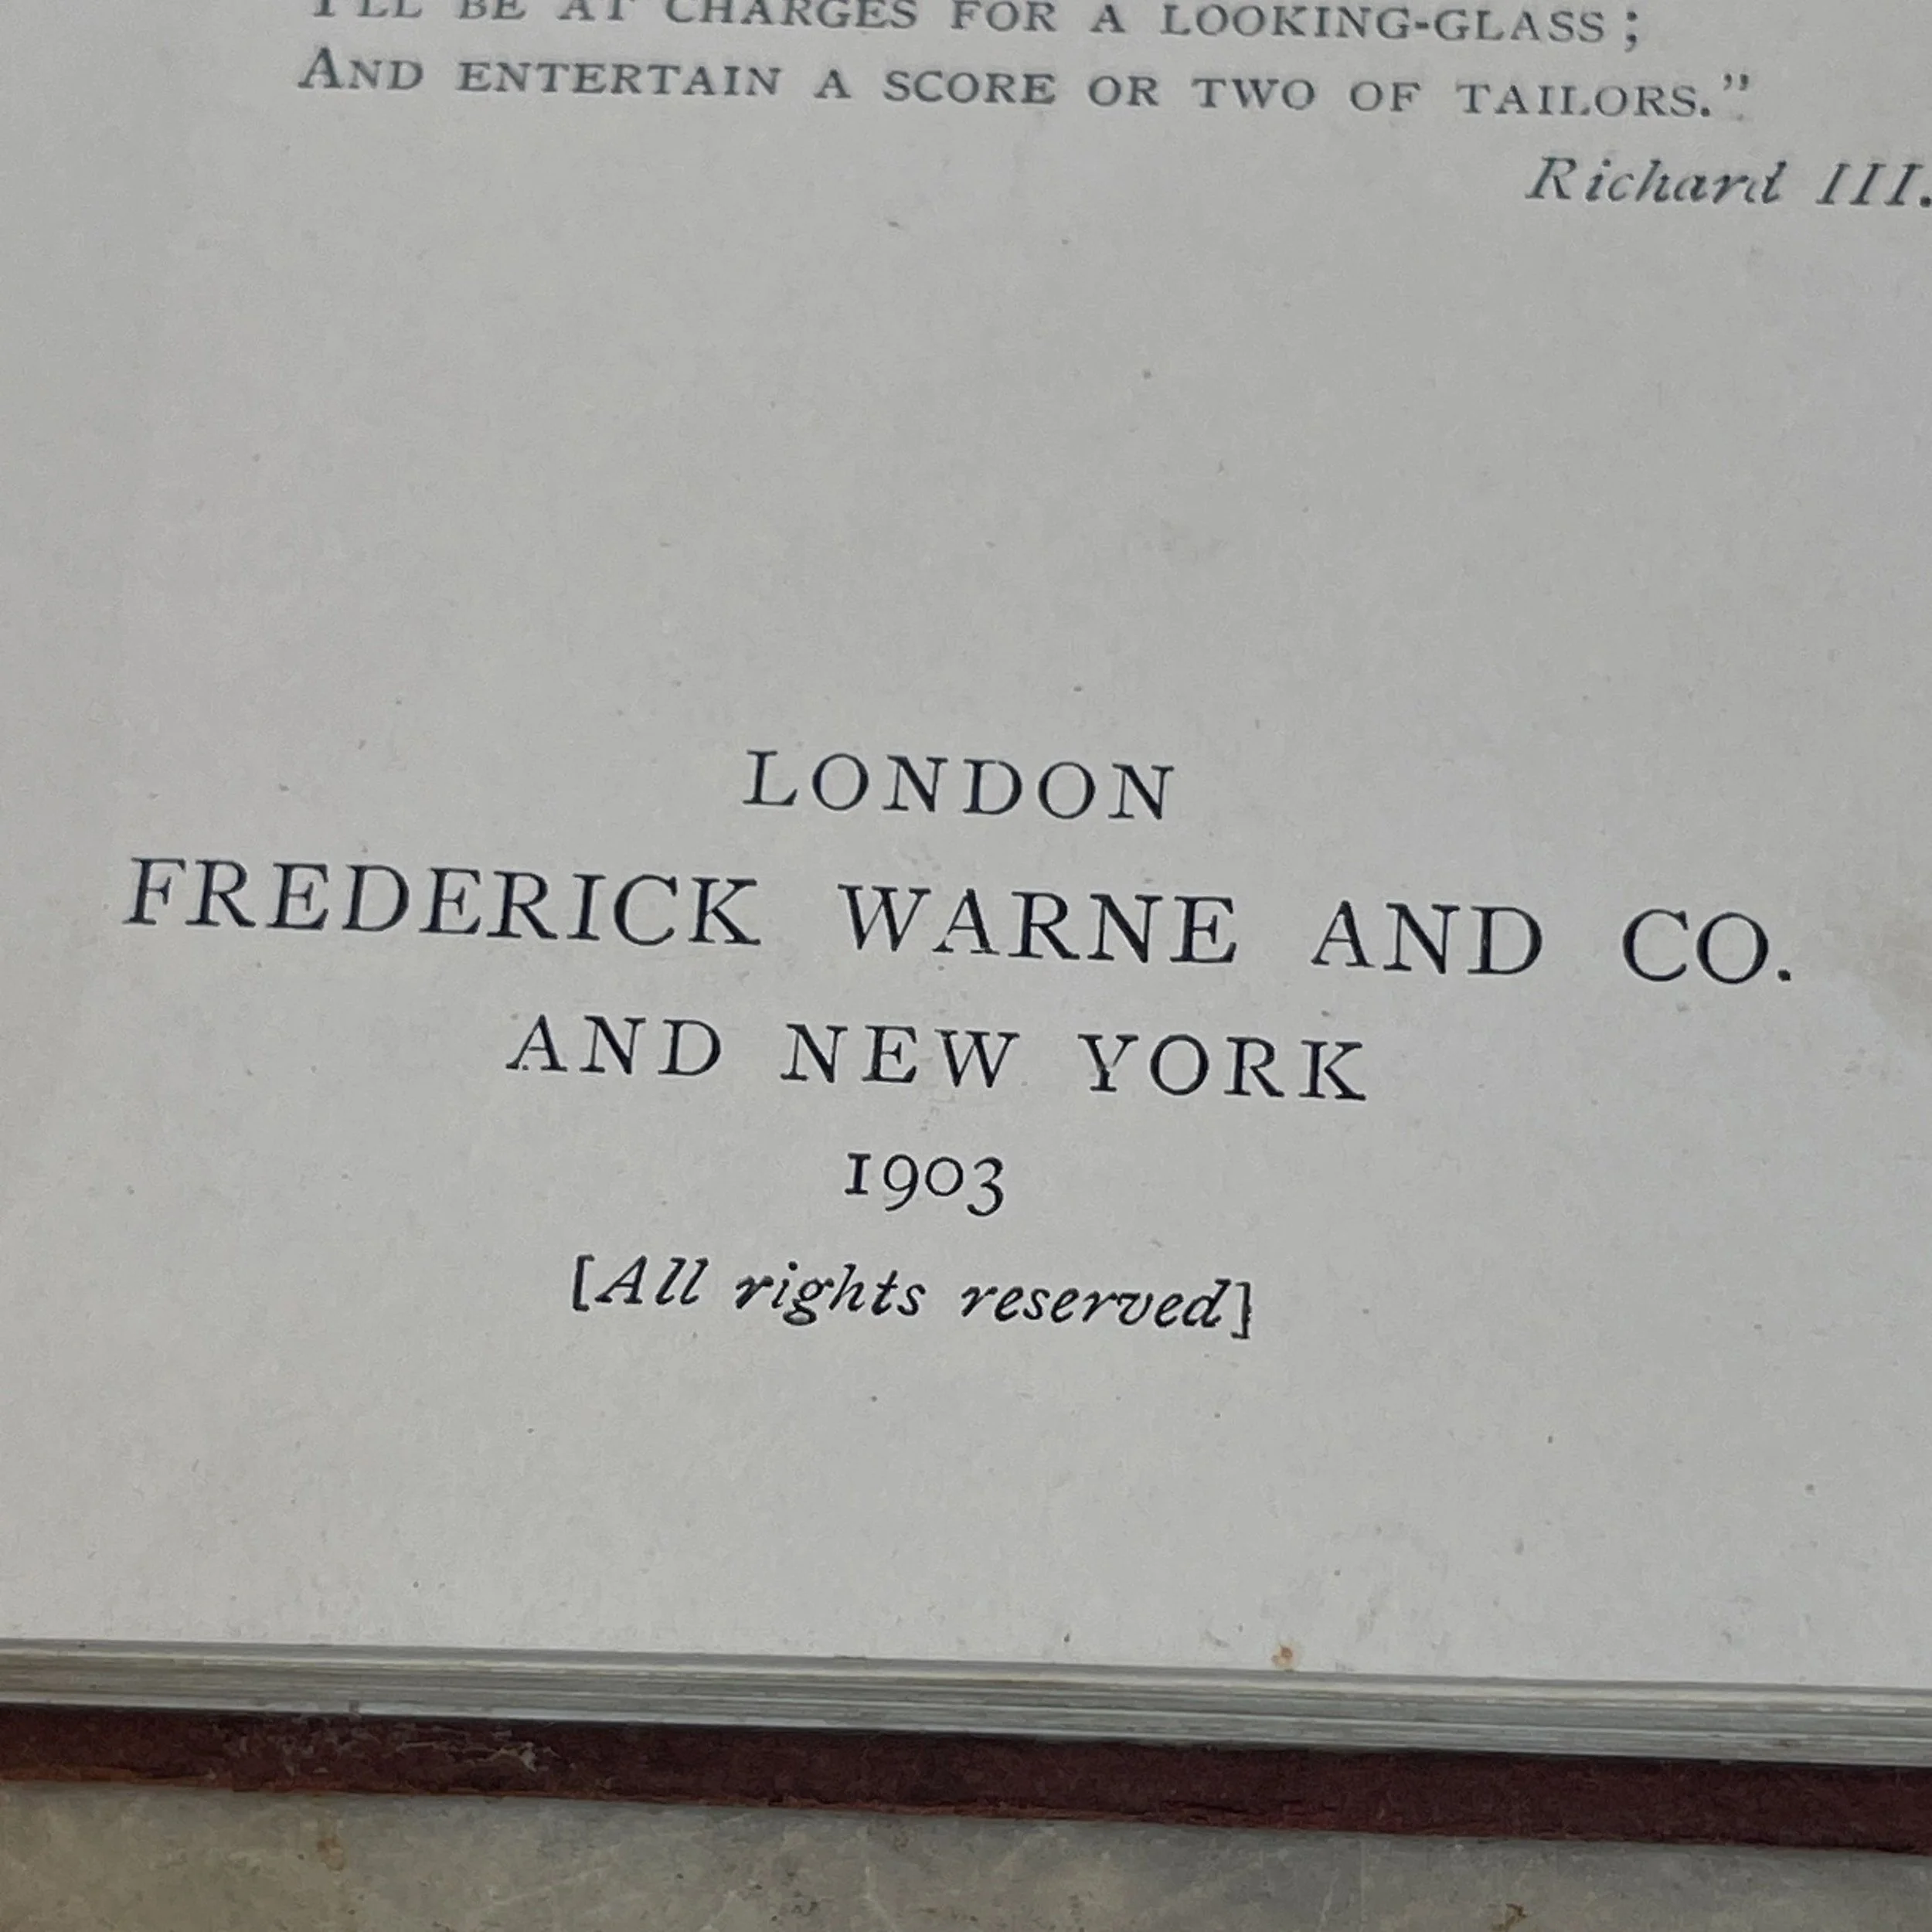 I'LL BE AT CHARGES FOR A LOOKING-GLASS;
AND ENTERTAIN A SCORE OR TWO OF TAILORS."
Richard III.
LONDON
FREDERICK WARNE AND CO.
AND NEW YORK
1903
[All rights reserved]